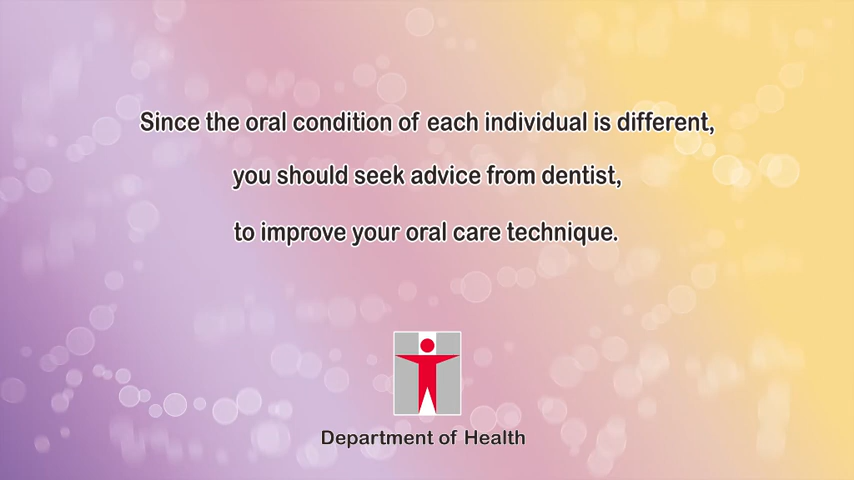 Since the oral condition of each individual is different,
you should seek advice from dentist,
to improve your oral care technique.
Department of Health